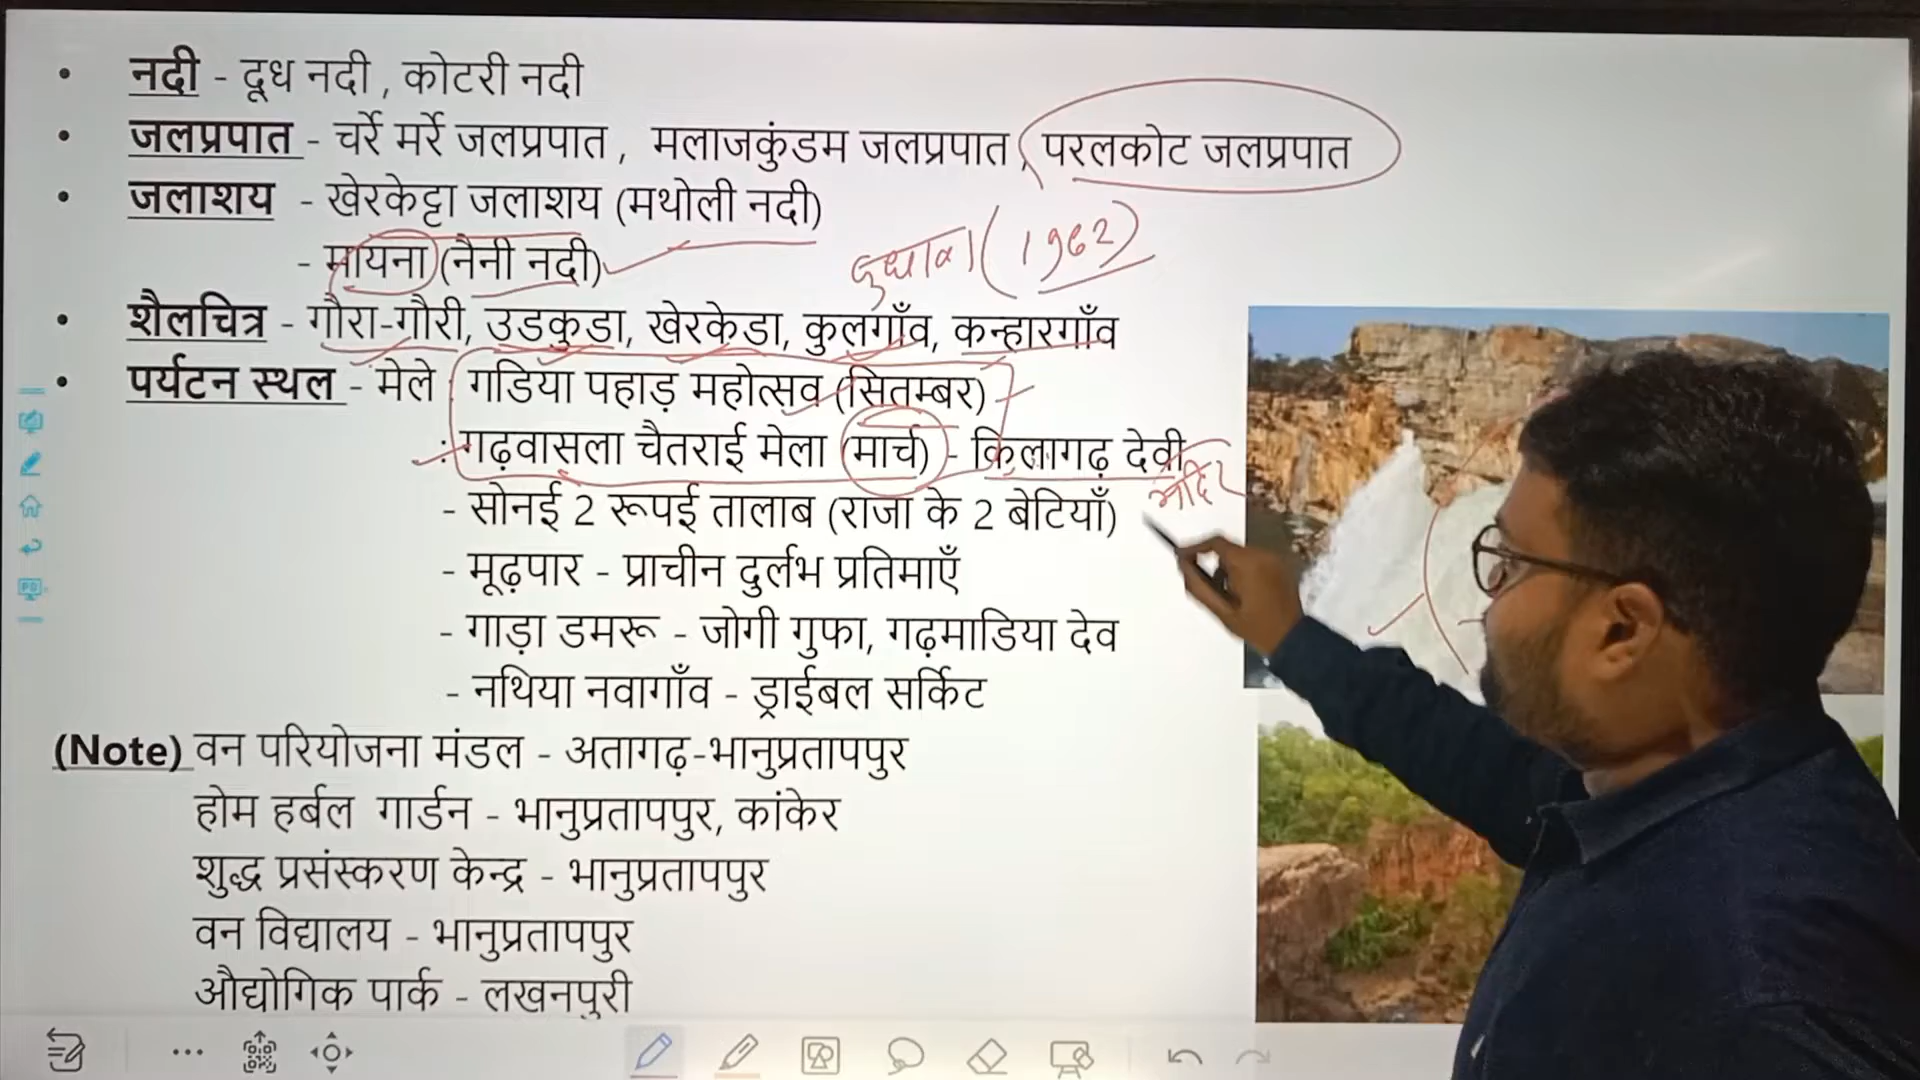 • नदी - दूध नदी , कोटरी नदी
• जलप्रपात - चर्रे मर्रे जलप्रपात , मलाजकुंडम जलप्रपात , परलकोट जलप्रपात
• जलाशय - खेरकेट्टा जलाशय (मथोली नदी)
- मायना (नैनी नदी)
दुधावा (1962)
• शैलचित्र - गौरा-गौरी, उडकुडा, खेरकेडा, कुलगाँव, कन्हारगाँव
• पर्यटन स्थल - मेले : गडिया पहाड़ महोत्सव (सितम्बर)
: गढ़वासला चैतराई मेला (मार्च) - किलागढ़ देवी
मंदिर
- सोनई 2 रूपई तालाब (राजा के 2 बेटियाँ)
- मूढ़पार - प्राचीन दुर्लभ प्रतिमाएँ
- गाड़ा डमरू - जोगी गुफा, गढ़माडिया देव
- नथिया नवागाँव - ड्राईबल सर्किट
(Note) वन परियोजना मंडल - अतागढ़-भानुप्रतापपुर
होम हर्बल गार्डन - भानुप्रतापपुर, कांकेर
शुद्ध प्रसंस्करण केन्द्र - भानुप्रतापपुर
वन विद्यालय - भानुप्रतापपुर
औद्योगिक पार्क - लखनपुरी